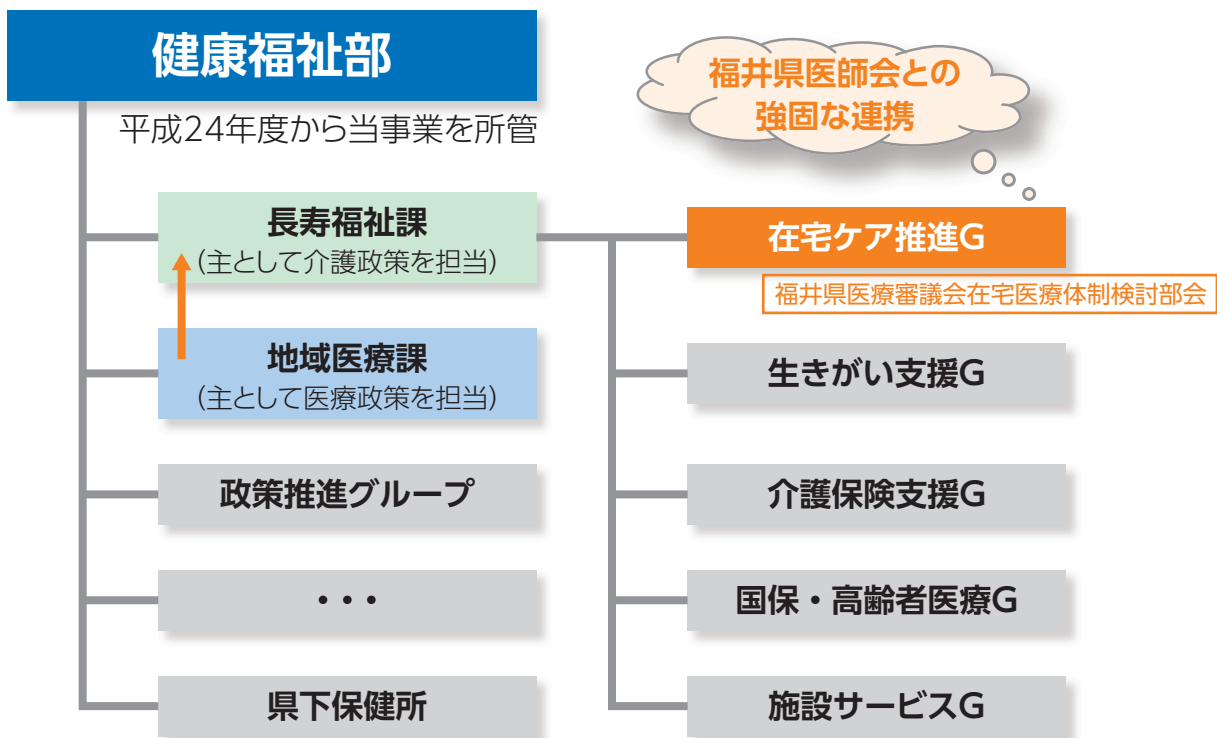 健康福祉部
平成24年度から当事業を所管
福井県医師会との
強固な連携
長寿福祉課
(主として介護政策を担当)
地域医療課
(主として医療政策を担当)
政策推進グループ
・・・
県下保健所
在宅ケア推進G
福井県医療審議会在宅医療体制検討部会
生きがい支援G
介護保険支援G
国保・高齢者医療G
施設サービスG